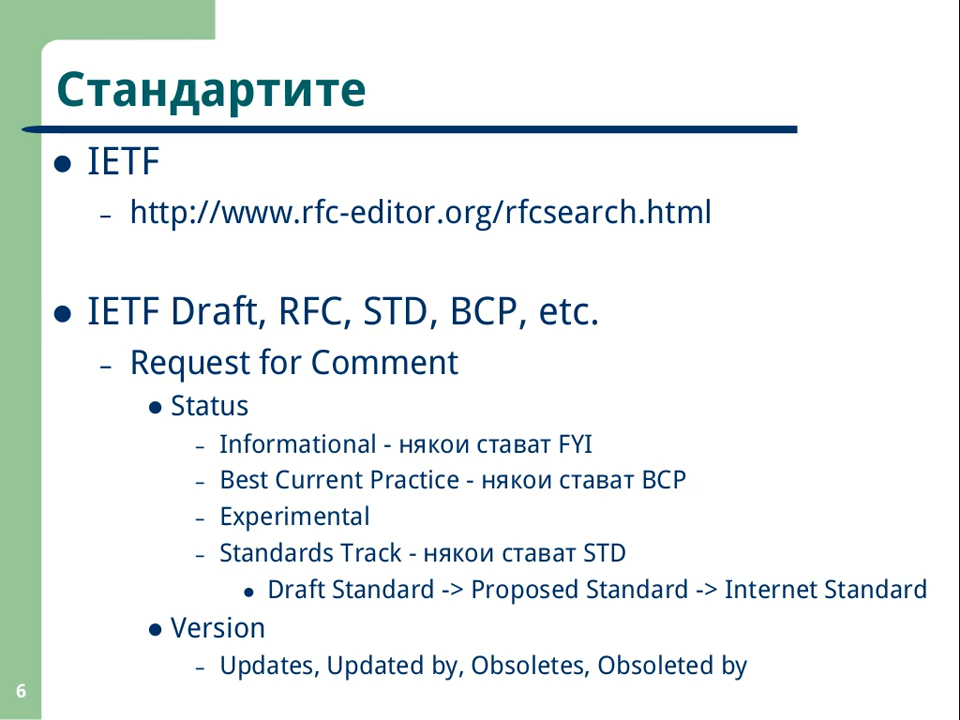 Стандартите
● IETF
– http://www.rfc-editor.org/rfcsearch.html
● IETF Draft, RFC, STD, BCP, etc.
– Request for Comment
● Status
– Informational - някои стават FYI
– Best Current Practice - някои стават BCP
– Experimental
– Standards Track - някои стават STD
● Draft Standard -> Proposed Standard -> Internet Standard
● Version
– Updates, Updated by, Obsoletes, Obsoleted by
6